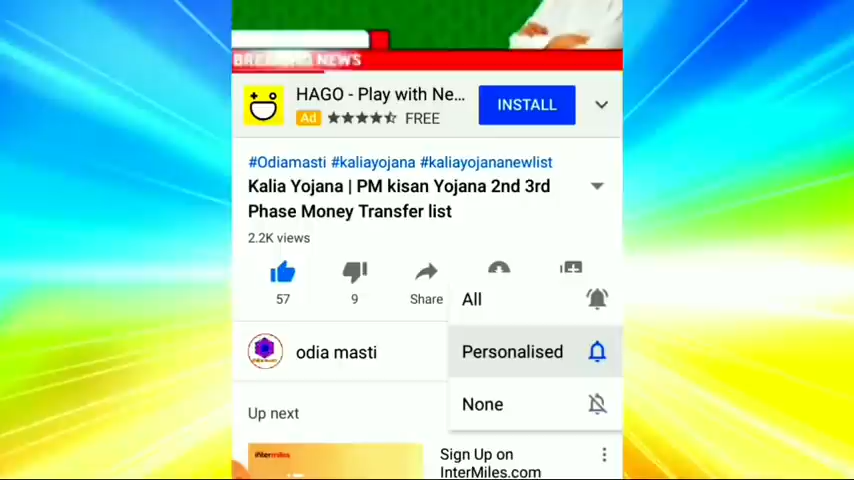 BREAKING NEWS
HAGO - Play with Ne...
INSTALL
Ad
FREE
#Odiamasti #kaliayojana #kaliayojananewlist
Kalia Yojana | PM kisan Yojana 2nd 3rd
Phase Money Transfer list
2.2K views
57
9
Share
All
odia masti
Personalised
None
Up next
intermiles
Sign Up on
InterMiles.com